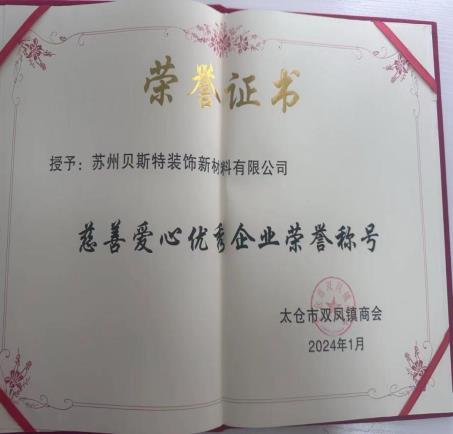 荣誉证书
授予：苏州贝斯特装饰新材料有限公司
慈善爱心优秀企业荣誉称号
太仓市双凤镇商会
2024年1月